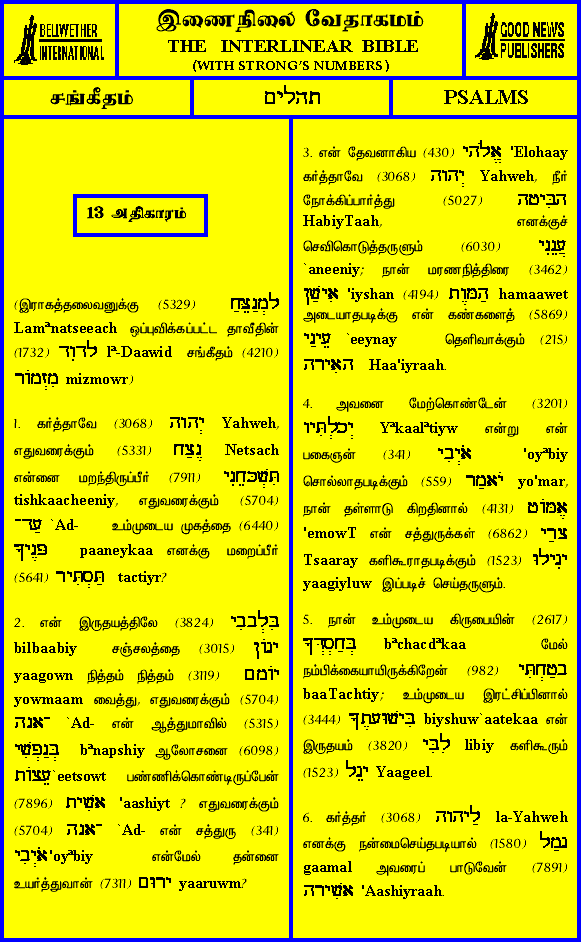 BELLWETHER
INTERNATIONAL
இணைநிலை வேதாகமம்
THE INTERLINEAR BIBLE
(WITH STRONG'S NUMBERS)
GOOD NEWS
PUBLISHERS
சங்கீதம்
תהלים
PSALMS
13 அதிகாரம்
(இராகத்தலைவனுக்கு (5329) לַמְנַצֵּחַ
Lamᵃnatseeach ஒப்புவிக்கப்பட்ட தாவீதின்
(1732) לְדָוִד lᵃ-Daawid சங்கீதம் (4210)
מִזְמוֹר mizmowr)
1. கர்த்தாவே (3068) יְהוָה Yahweh,
எதுவரைக்கும் (5331) נֶצַח Netsach
என்னை மறந்திருப்பீர் (7911) תִּשְׁכָּחֵנִי
tishkaacheeniy, எதுவரைக்கும் (5704)
עַד־ `Ad- உம்முடைய முகத்தை (6440)
פָּנֶיךָ paaneykaa எனக்கு மறைப்பீர்
(5641) תַּסְתִּיר tactiyr?
2. என் இருதயத்திலே (3824) בִּלְבָבִי
bilbaabiy சஞ்சலத்தை (3015) יָגוֹן
yaagown நித்தம் நித்தம் (3119) יוֹמָם
yowmaam வைத்து, எதுவரைக்கும் (5704)
אנה־ `Ad- என் ஆத்துமாவில் (5315)
בְּנַפְשִׁי bᵃnapshiy ஆலோசனை (6098)
עֵצוֹת `eetsowt பண்ணிக்கொண்டிருப்பேன்
(7896) אָשִׁית 'aashiyt ? எதுவரைக்கும்
(5704) אנה־ `Ad- என் சத்துரு (341)
אֹיְבִי 'oyᵃbiy என்மேல் தன்னை
உயர்த்துவான் (7311) יָרוּם yaaruwm?
3. என் தேவனாகிய (430) אֱלֹהָי 'Elohaay
கர்த்தாவே (3068) יְהוָה Yahweh, நீர்
நோக்கிப்பார்த்து (5027) הַבִּיטָה
HabiyTaah, எனக்குச்
செவிகொடுத்தருளும் (6030) עֲנֵנִי
`aneeniy; நான் மரணநித்திரை (3462)
אִישַׁן 'iyshan (4194) הַמָּוֶת hamaawet
அடையாதபடிக்கு என் கண்களைத் (5869)
עֵינַי `eeynay தெளிவாக்கும் (215)
הָאִירָה Haa'iyraah.
4. அவனை மேற்கொண்டேன் (3201)
יְכָלְתִּיו Yᵃkaalᵃtiyw என்று என்
பகைஞன் (341) אֹיְבִי 'oyᵃbiy
சொல்லாதபடிக்கும் (559) יֹאמַר yo'mar,
நான் தள்ளாடு கிறதினால் (4131) אֶמּוֹט
'emowT என் சத்துருக்கள் (6862) צָרַי
Tsaaray களிகூராதபடிக்கும் (1523) יָגִילוּ
yaagiyluw இப்படிச் செய்தருளும்.
5. நான் உம்முடைய கிருபையின் (2617)
בְּחַסְדְּךָ bᵃchacdᵃkaa மேல்
நம்பிக்கையாயிருக்கிறேன் (982) בָטַחְתִּי
baaTachtiy; உம்முடைய இரட்சிப்பினால்
(3444) בִּישׁוּעָתֶךָ biyshuw`aatekaa என்
இருதயம் (3820) לִבִּי libiy களிகூரும்
(1523) יָגֵל Yaageel.
6. கர்த்தர் (3068) לַיהוָה la-Yahweh
எனக்கு நன்மைசெய்தபடியால் (1580) גָמַל
gaamal அவரைப் பாடுவேன் (7891)
אָשִׁירָה 'Aashiyraah.